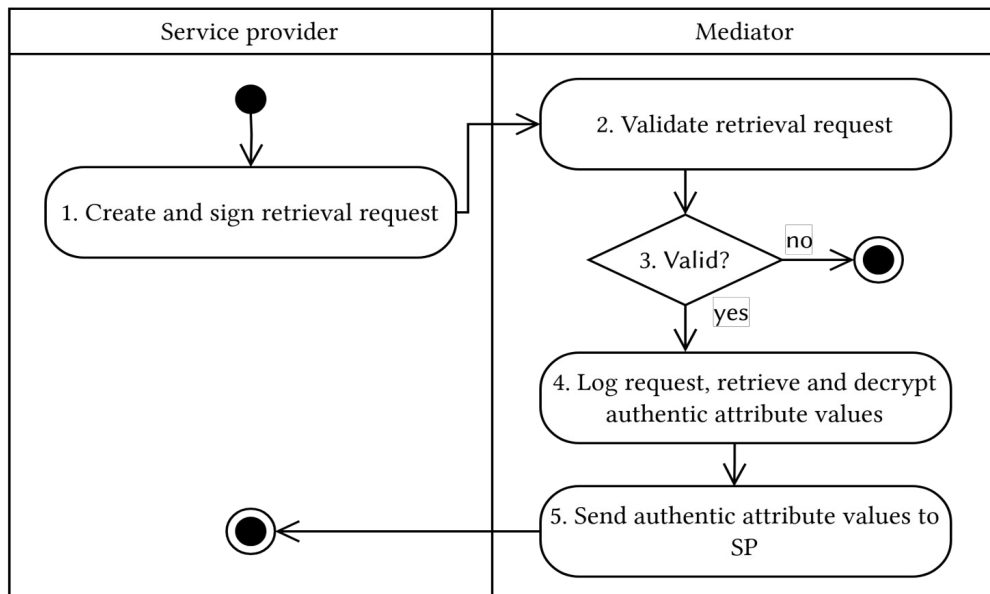 Service provider
Mediator
2. Validate retrieval request
1. Create and sign retrieval request
3. Valid?
no
yes
4. Log request, retrieve and decrypt
authentic attribute values
5. Send authentic attribute values to
SP